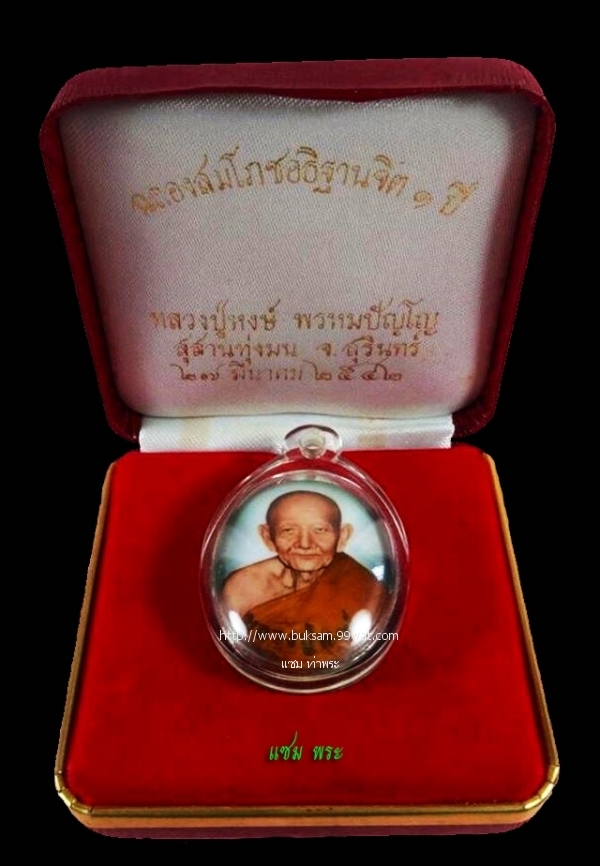 ฉลองสมโภชอธิฐานจิต ๑ ปี
หลวงปู่หงษ์ พรหมปัญโญ
สุสานทุ่งมน จ.สุรินทร์
๒๗ มีนาคม ๒๕๔๒
http://www.buksam.99wat.com
แซม ท่าพระ
แซม พระ